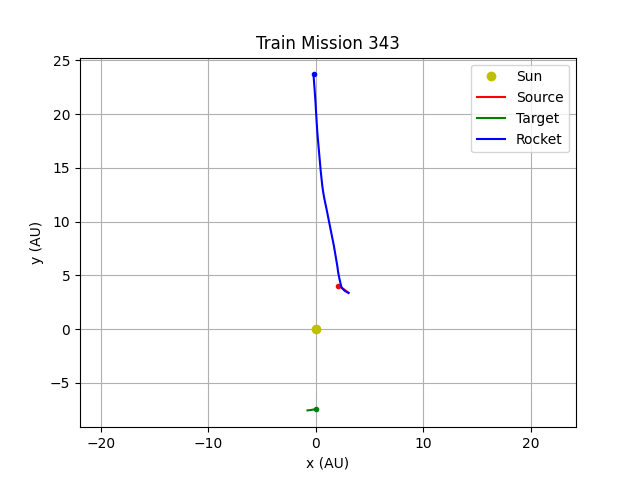 Train Mission 343
Sun
Source
Target
Rocket
25
20
15
10
5
0
−5
y (AU)
−20
−10
0
10
20
x (AU)